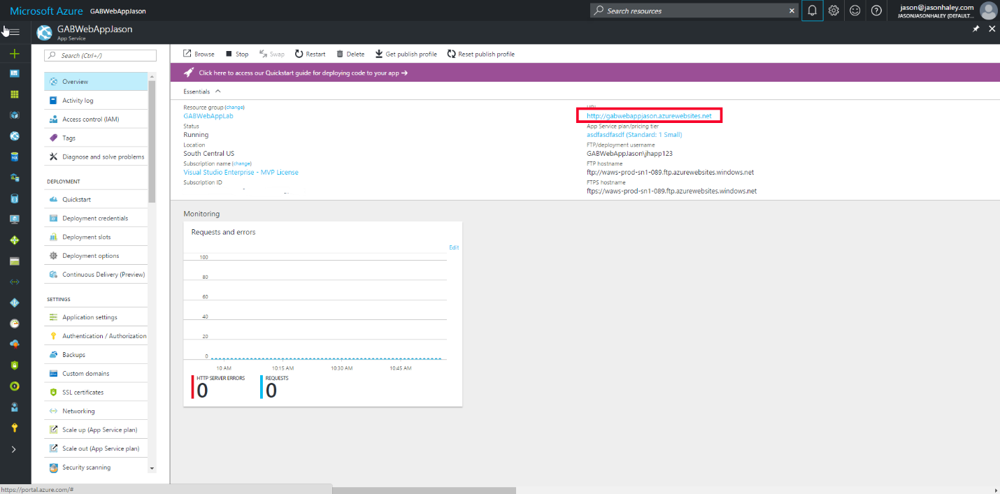 Microsoft Azure GABWebAppJason
Search resources
jason@jasonhaley.com
JASONJASONHALEY (DEFAULT...
GABWebAppJason
App Service
Search (Ctrl+/)
Overview
Activity log
Access control (IAM)
Tags
Diagnose and solve problems
DEPLOYMENT
Quickstart
Deployment credentials
Deployment slots
Deployment options
Continuous Delivery (Preview)
SETTINGS
Application settings
Authentication / Authorization
Backups
Custom domains
SSL certificates
Networking
Scale up (App Service plan)
Scale out (App Service plan)
Security scanning
Browse Stop Swap Restart Delete Get publish profile Reset publish profile
Click here to access our Quickstart guide for deploying code to your app →
Essentials
Resource group (change)
GABWebAppLab
Status
Running
Location
South Central US
Subscription name (change)
Visual Studio Enterprise - MVP License
Subscription ID
URL
http://gabwebappjason.azurewebsites.net
App Service plan/pricing tier
asdfasdfasdf (Standard: 1 Small)
FTP/deployment username
GABWebAppJason\jhapp123
FTP hostname
ftp://waws-prod-sn1-089.ftp.azurewebsites.windows.net
FTPS hostname
ftps://waws-prod-sn1-089.ftp.azurewebsites.windows.net
Monitoring
Requests and errors
Edit
100
80
60
40
20
0
10 AM 10:15 AM 10:30 AM 10:45 AM
HTTP SERVER ERRORS
0
REQUESTS
0
https://portal.azure.com/#